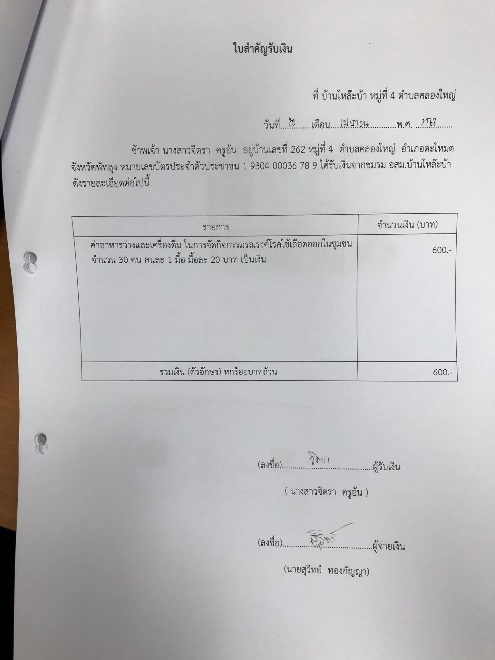 ใบสำคัญรับเงิน
ที่ บ้านโหล๊ะบ้า หมู่ที่ 4 ตำบลคลองใหญ่
วันที่ เดือน เมษายน พ.ศ.
ข้าพเจ้า นางสาวจิตรา ครูอ้น อยู่บ้านเลขที่ 262 หมู่ที่ 4 ตำบลคลองใหญ่ อำเภอตะโหมด
จังหวัดพัทลุง หมายเลขบัตรประจำตัวประชาชน 1 9304 00036 78 9 ได้รับเงินจากชมรม อสม.บ้านโหล๊ะบ้า
ดังรายละเอียดต่อไปนี้
รายการ จำนวนเงิน (บาท)
ค่าอาหารว่างและเครื่องดื่ม ในการจัดกิจกรรมรณรงค์โรคไข้เลือดออกในชุมชน 600.-
จำนวน 30 คน คนละ 1 มื้อ มื้อละ 20 บาท เป็นเงิน
รวมเงิน (ตัวอักษร) หกร้อยบาทถ้วน 600.-
(ลงชื่อ) ผู้รับเงิน
( นางสาวจิตรา ครูอ้น )
(ลงชื่อ) ผู้จ่ายเงิน
(นายสุวิทย์ ทองกัญญา)